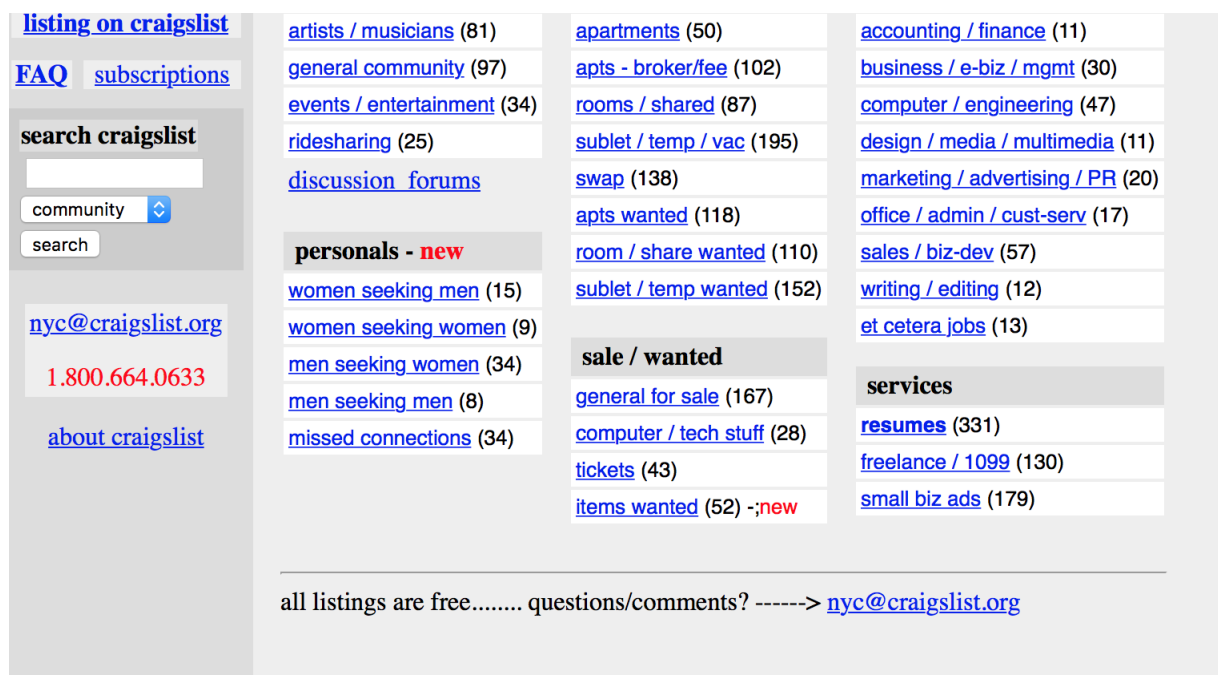 listing on craigslist
FAQ subscriptions
search craigslist
community
search
nyc@craigslist.org
1.800.664.0633
about craigslist
artists / musicians (81)
general community (97)
events / entertainment (34)
ridesharing (25)
discussion forums
personals - new
women seeking men (15)
women seeking women (9)
men seeking women (34)
men seeking men (8)
missed connections (34)
apartments (50)
apts - broker/fee (102)
rooms / shared (87)
sublet / temp / vac (195)
swap (138)
apts wanted (118)
room / share wanted (110)
sublet / temp wanted (152)
sale / wanted
general for sale (167)
computer / tech stuff (28)
tickets (43)
items wanted (52) -;new
accounting / finance (11)
business / e-biz / mgmt (30)
computer / engineering (47)
design / media / multimedia (11)
marketing / advertising / PR (20)
office / admin / cust-serv (17)
sales / biz-dev (57)
writing / editing (12)
et cetera jobs (13)
services
resumes (331)
freelance / 1099 (130)
small biz ads (179)
all listings are free........ questions/comments? ------> nyc@craigslist.org